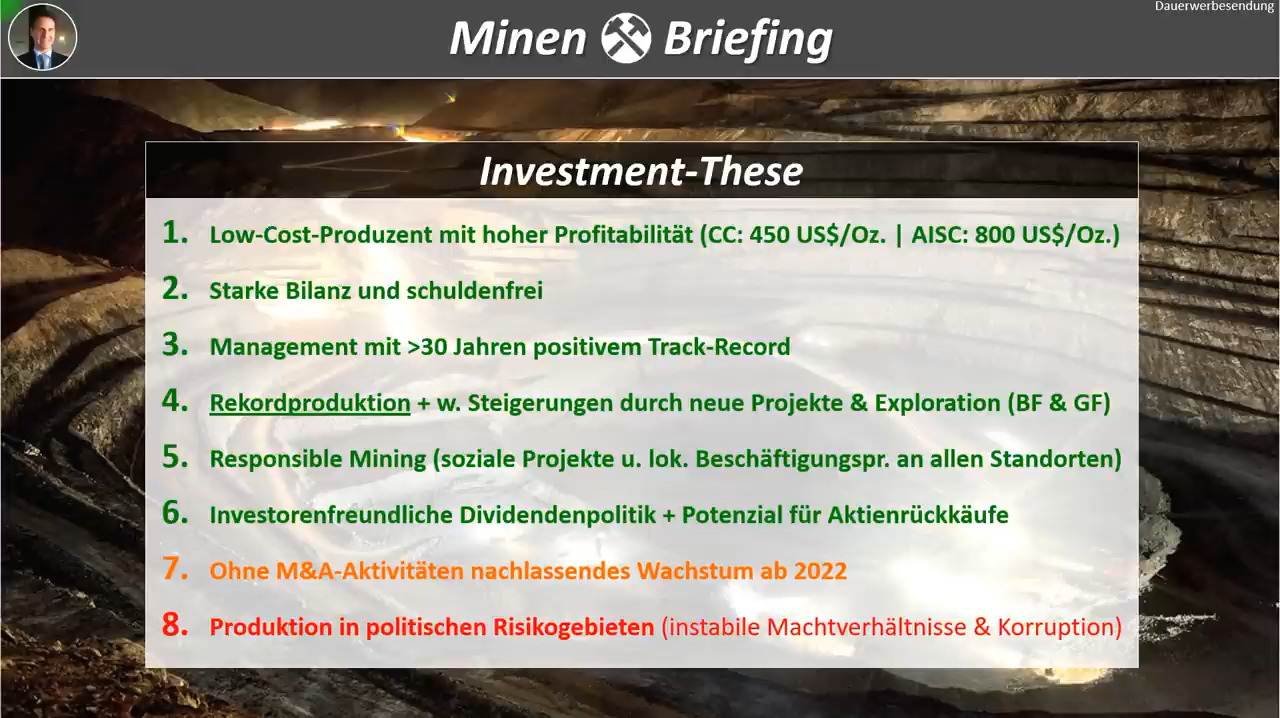 Dauerwerbesendung
Minen Briefing
Investment-These
1. Low-Cost-Produzent mit hoher Profitabilität (CC: 450 US$/Oz. | AISC: 800 US$/Oz.)
2. Starke Bilanz und schuldenfrei
3. Management mit >30 Jahren positivem Track-Record
4. Rekordproduktion + w. Steigerungen durch neue Projekte & Exploration (BF & GF)
5. Responsible Mining (soziale Projekte u. lok. Beschäftigungspr. an allen Standorten)
6. Investorenfreundliche Dividendenpolitik + Potenzial für Aktienrückkäufe
7. Ohne M&A-Aktivitäten nachlassendes Wachstum ab 2022
8. Produktion in politischen Risikogebieten (instabile Machtverhältnisse & Korruption)